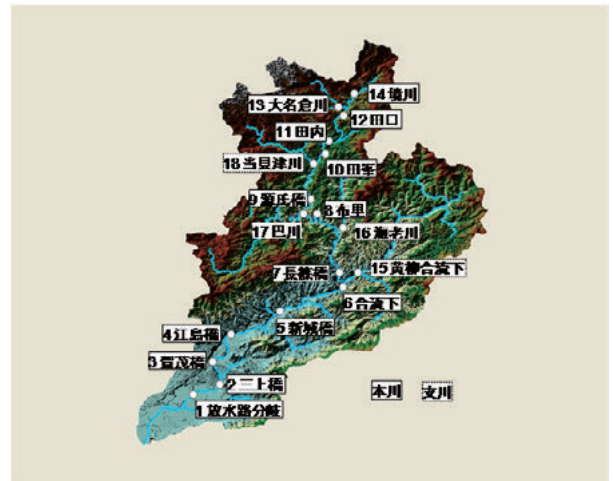 14 境川
13 大名倉川
12 田口
11 田内
18 当貝津川
10 田峯
9 源氏橋
8 布里
17 巴川
16 海老川
7 長篠橋
15 黄柳合流下
6 合流下
4 江島橋
5 新城橋
3 賀茂橋
2 三上橋
本川 支川
1 放水路分岐